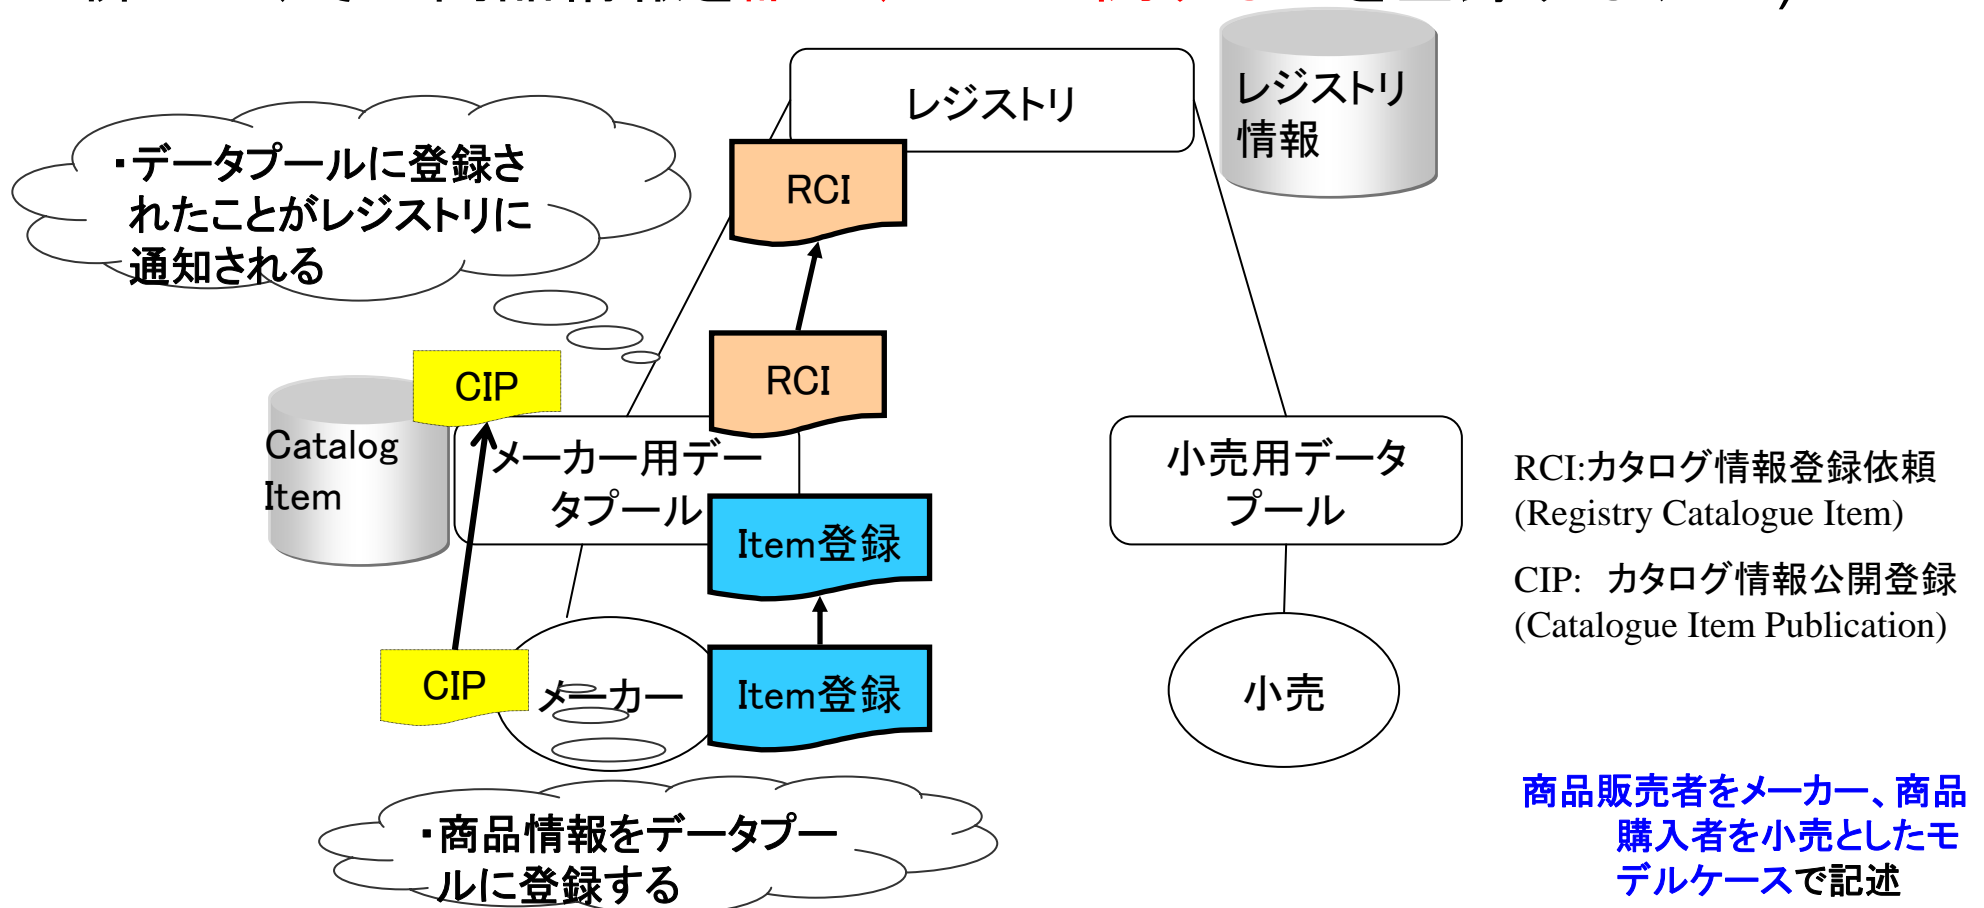 レジストリ
レジストリ
情報
・データプールに登録さ
れたことがレジストリに
通知される
RCI
RCI
CIP
Catalog
Item
メーカー用デー
タプール
小売用データ
プール
Item登録
RCI:カタログ情報登録依頼
(Registry Catalogue Item)
CIP: カタログ情報公開登録
(Catalogue Item Publication)
CIP
メーカー
Item登録
小売
・商品情報をデータプー
ルに登録する
商品販売者をメーカー、商品
購入者を小売としたモ
デルケースで記述